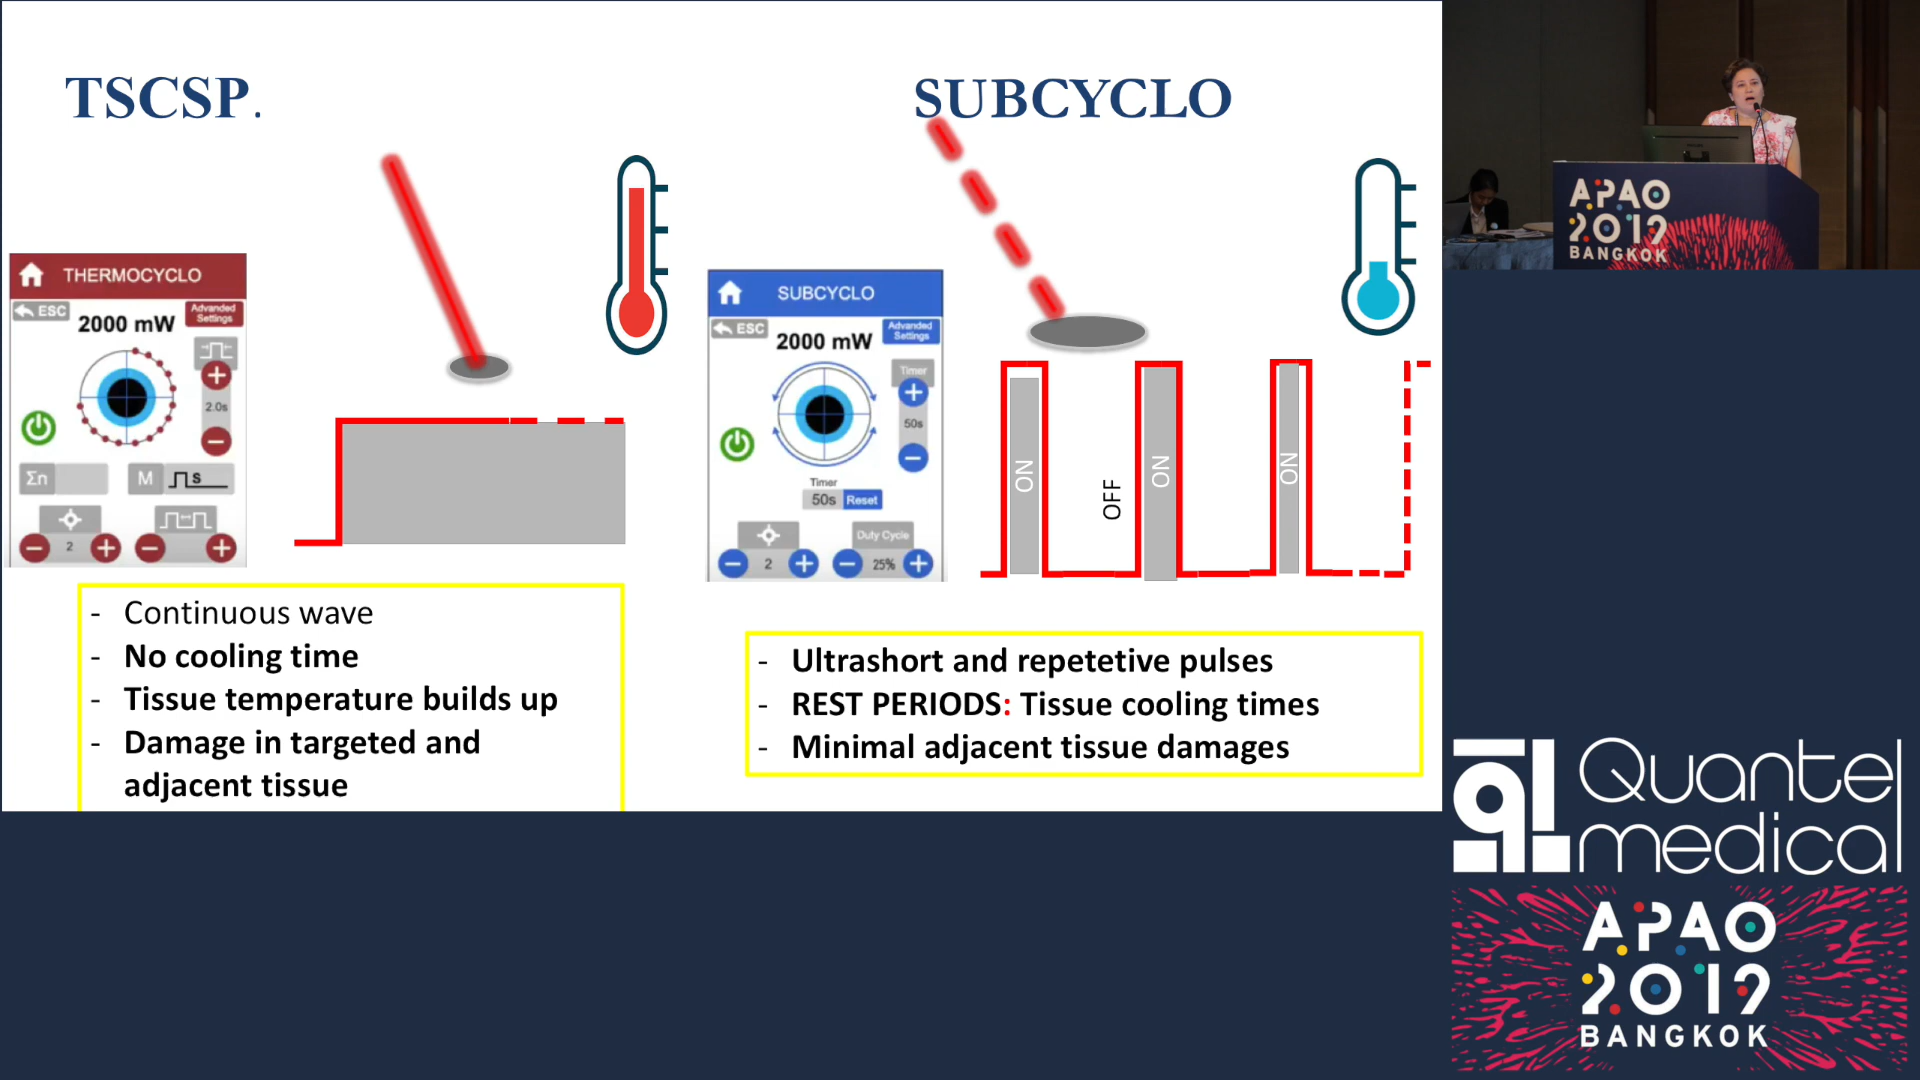 TSCSP.
SUBCYCLO
THERMOCYCLO
ESC
Advanced
Settings
2000 mW
2.0s
Σn
M
s
2
SUBCYCLO
ESC
Advanced
Settings
2000 mW
Timer
50s
Timer
50s Reset
Duty Cycle
2
25%
ON
OFF
ON
ON
- Continuous wave
- No cooling time
- Tissue temperature builds up
- Damage in targeted and
adjacent tissue
- Ultrashort and repetetive pulses
- REST PERIODS: Tissue cooling times
- Minimal adjacent tissue damages
APAO
2019
BANGKOK
Quantel
medical
APAO
2019
BANGKOK